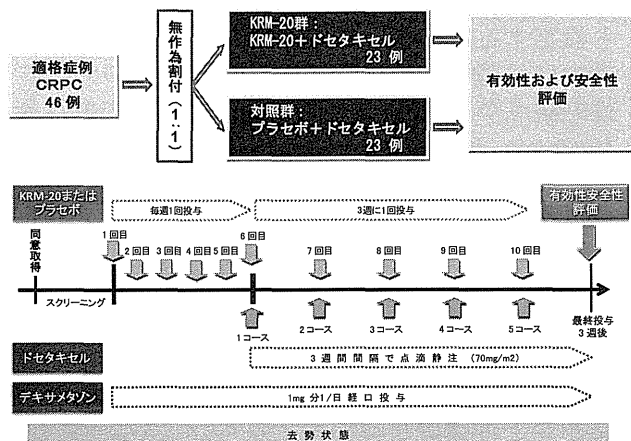 適格症例
CRPC
46 例
無作為割付(1:1)
KRM-20群：
KRM-20＋ドセタキセル
23 例
対照群：
プラセボ＋ドセタキセル
23 例
有効性および安全性
評価
KRM-20または
プラセボ
毎週1回投与
3週に1回投与
有効性安全性
評価
同意取得
1回目
2回目
3回目
4回目
5回目
6回目
7回目
8回目
9回目
10回目
スクリーニング
1コース
2コース
3コース
4コース
5コース
最終投与
3週後
ドセタキセル
3週間間隔で点滴静注 (70mg/m2)
デキサメタゾン
1mg 分1/日経口投与
去勢状態